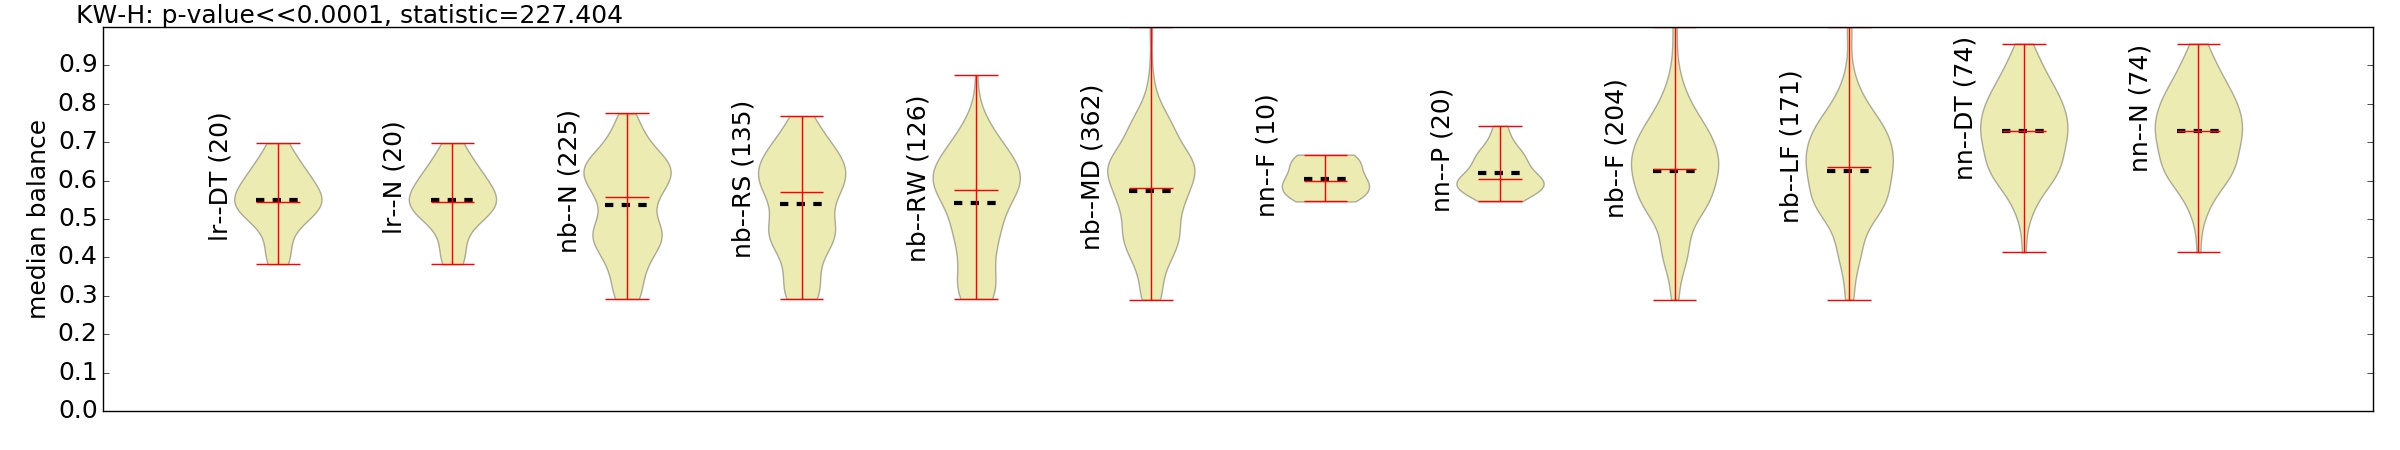 KW-H: p-value<<0.0001, statistic=227.404
median balance
0.9
0.8
0.7
0.6
0.5
0.4
0.3
0.2
0.1
0.0
lr--DT (20)
lr--N (20)
nb--N (225)
nb--RS (135)
nb--RW (126)
nb--MD (362)
nn--F (10)
nn--P (20)
nb--F (204)
nb--LF (171)
nn--DT (74)
nn--N (74)